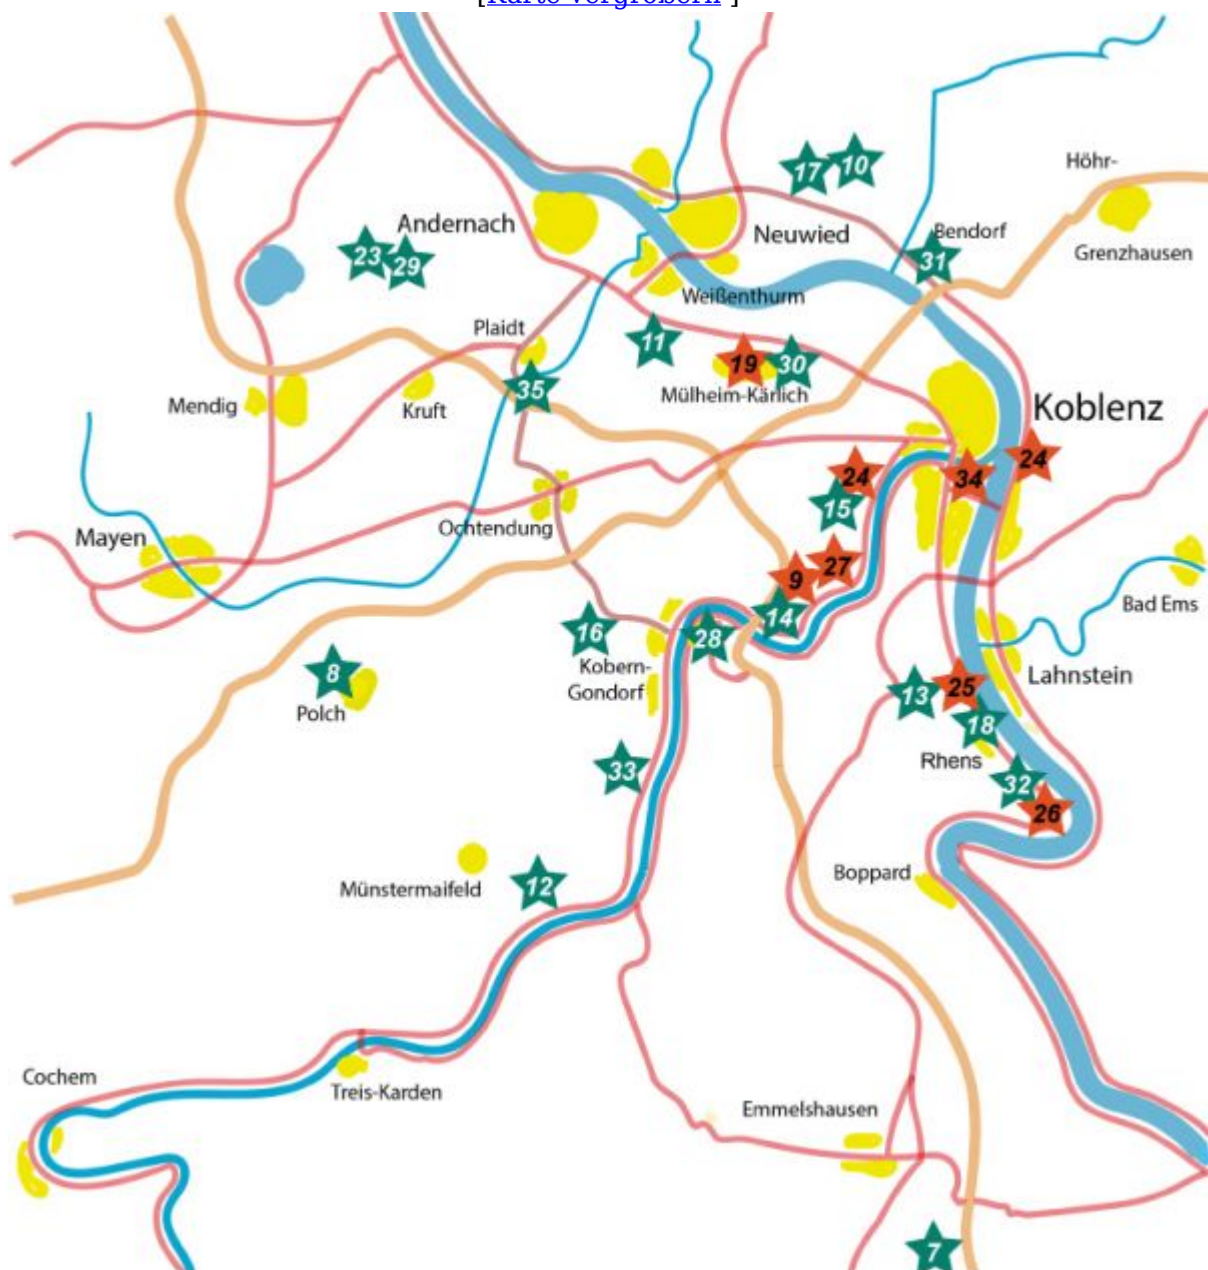 [Karte vergrößern ]
Höhr-
17
10
Andernach
Neuwied
Bendorf
Grenzhausen
23
29
31
Weißenthurm
Plaidt
11
19
30
35
Mendig
Kruft
Mülheim-Kärlich
Koblenz
24
34
24
15
Ochtendung
Mayen
27
9
Bad Ems
14
16
28
8
Kobern-
Gondorf
Lahnstein
13
25
Polch
18
Rhens
33
32
26
Boppard
Münstermaifeld
12
Cochem
Treis-Karden
Emmelshausen
7